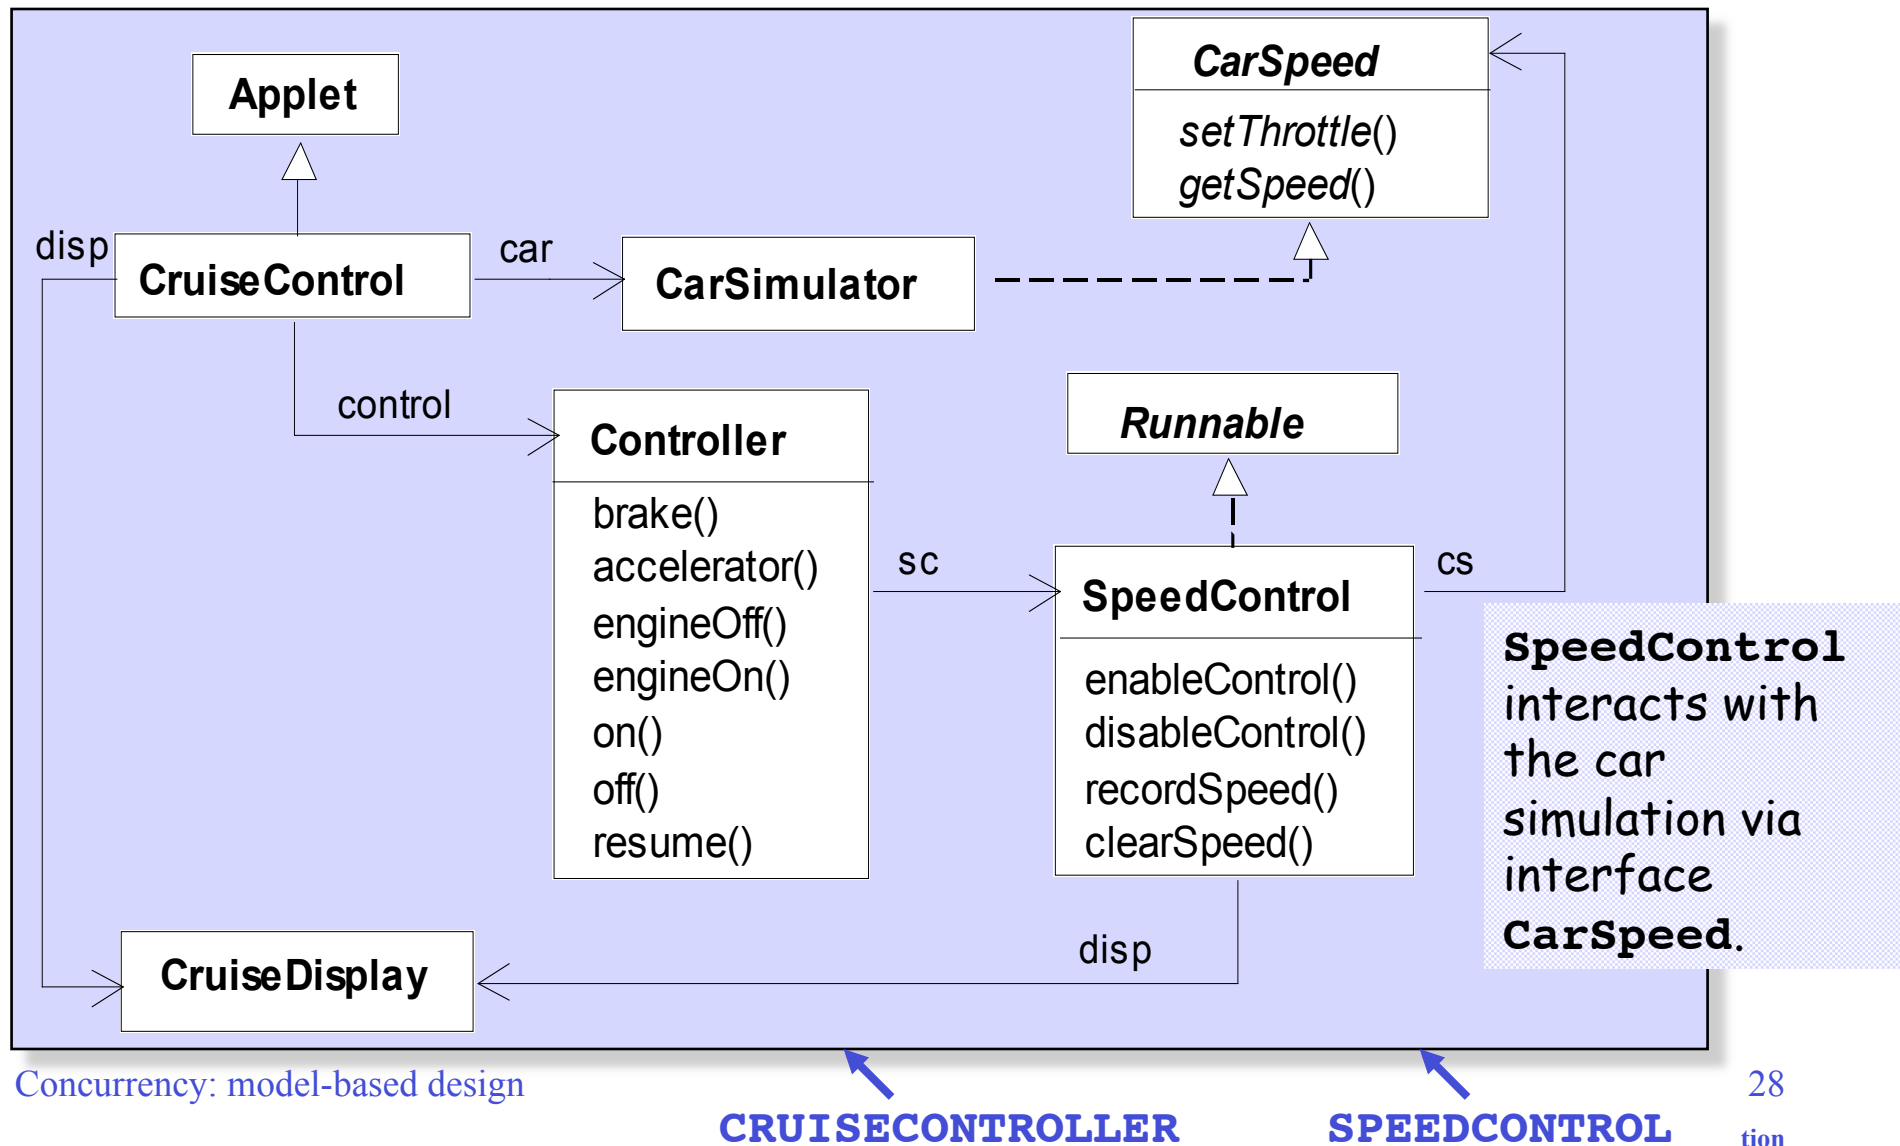 CarSpeed
setThrottle()
getSpeed()
Applet
disp
CruiseControl
car
CarSimulator
control
Controller
brake()
accelerator()
engineOff()
engineOn()
on()
off()
resume()
Runnable
sc
SpeedControl
enableControl()
disableControl()
recordSpeed()
clearSpeed()
cs
SpeedControl
interacts with
the car
simulation via
interface
CarSpeed.
disp
CruiseDisplay
Concurrency: model-based design
28
CRUISECONTROLLER
SPEEDCONTROL
tion